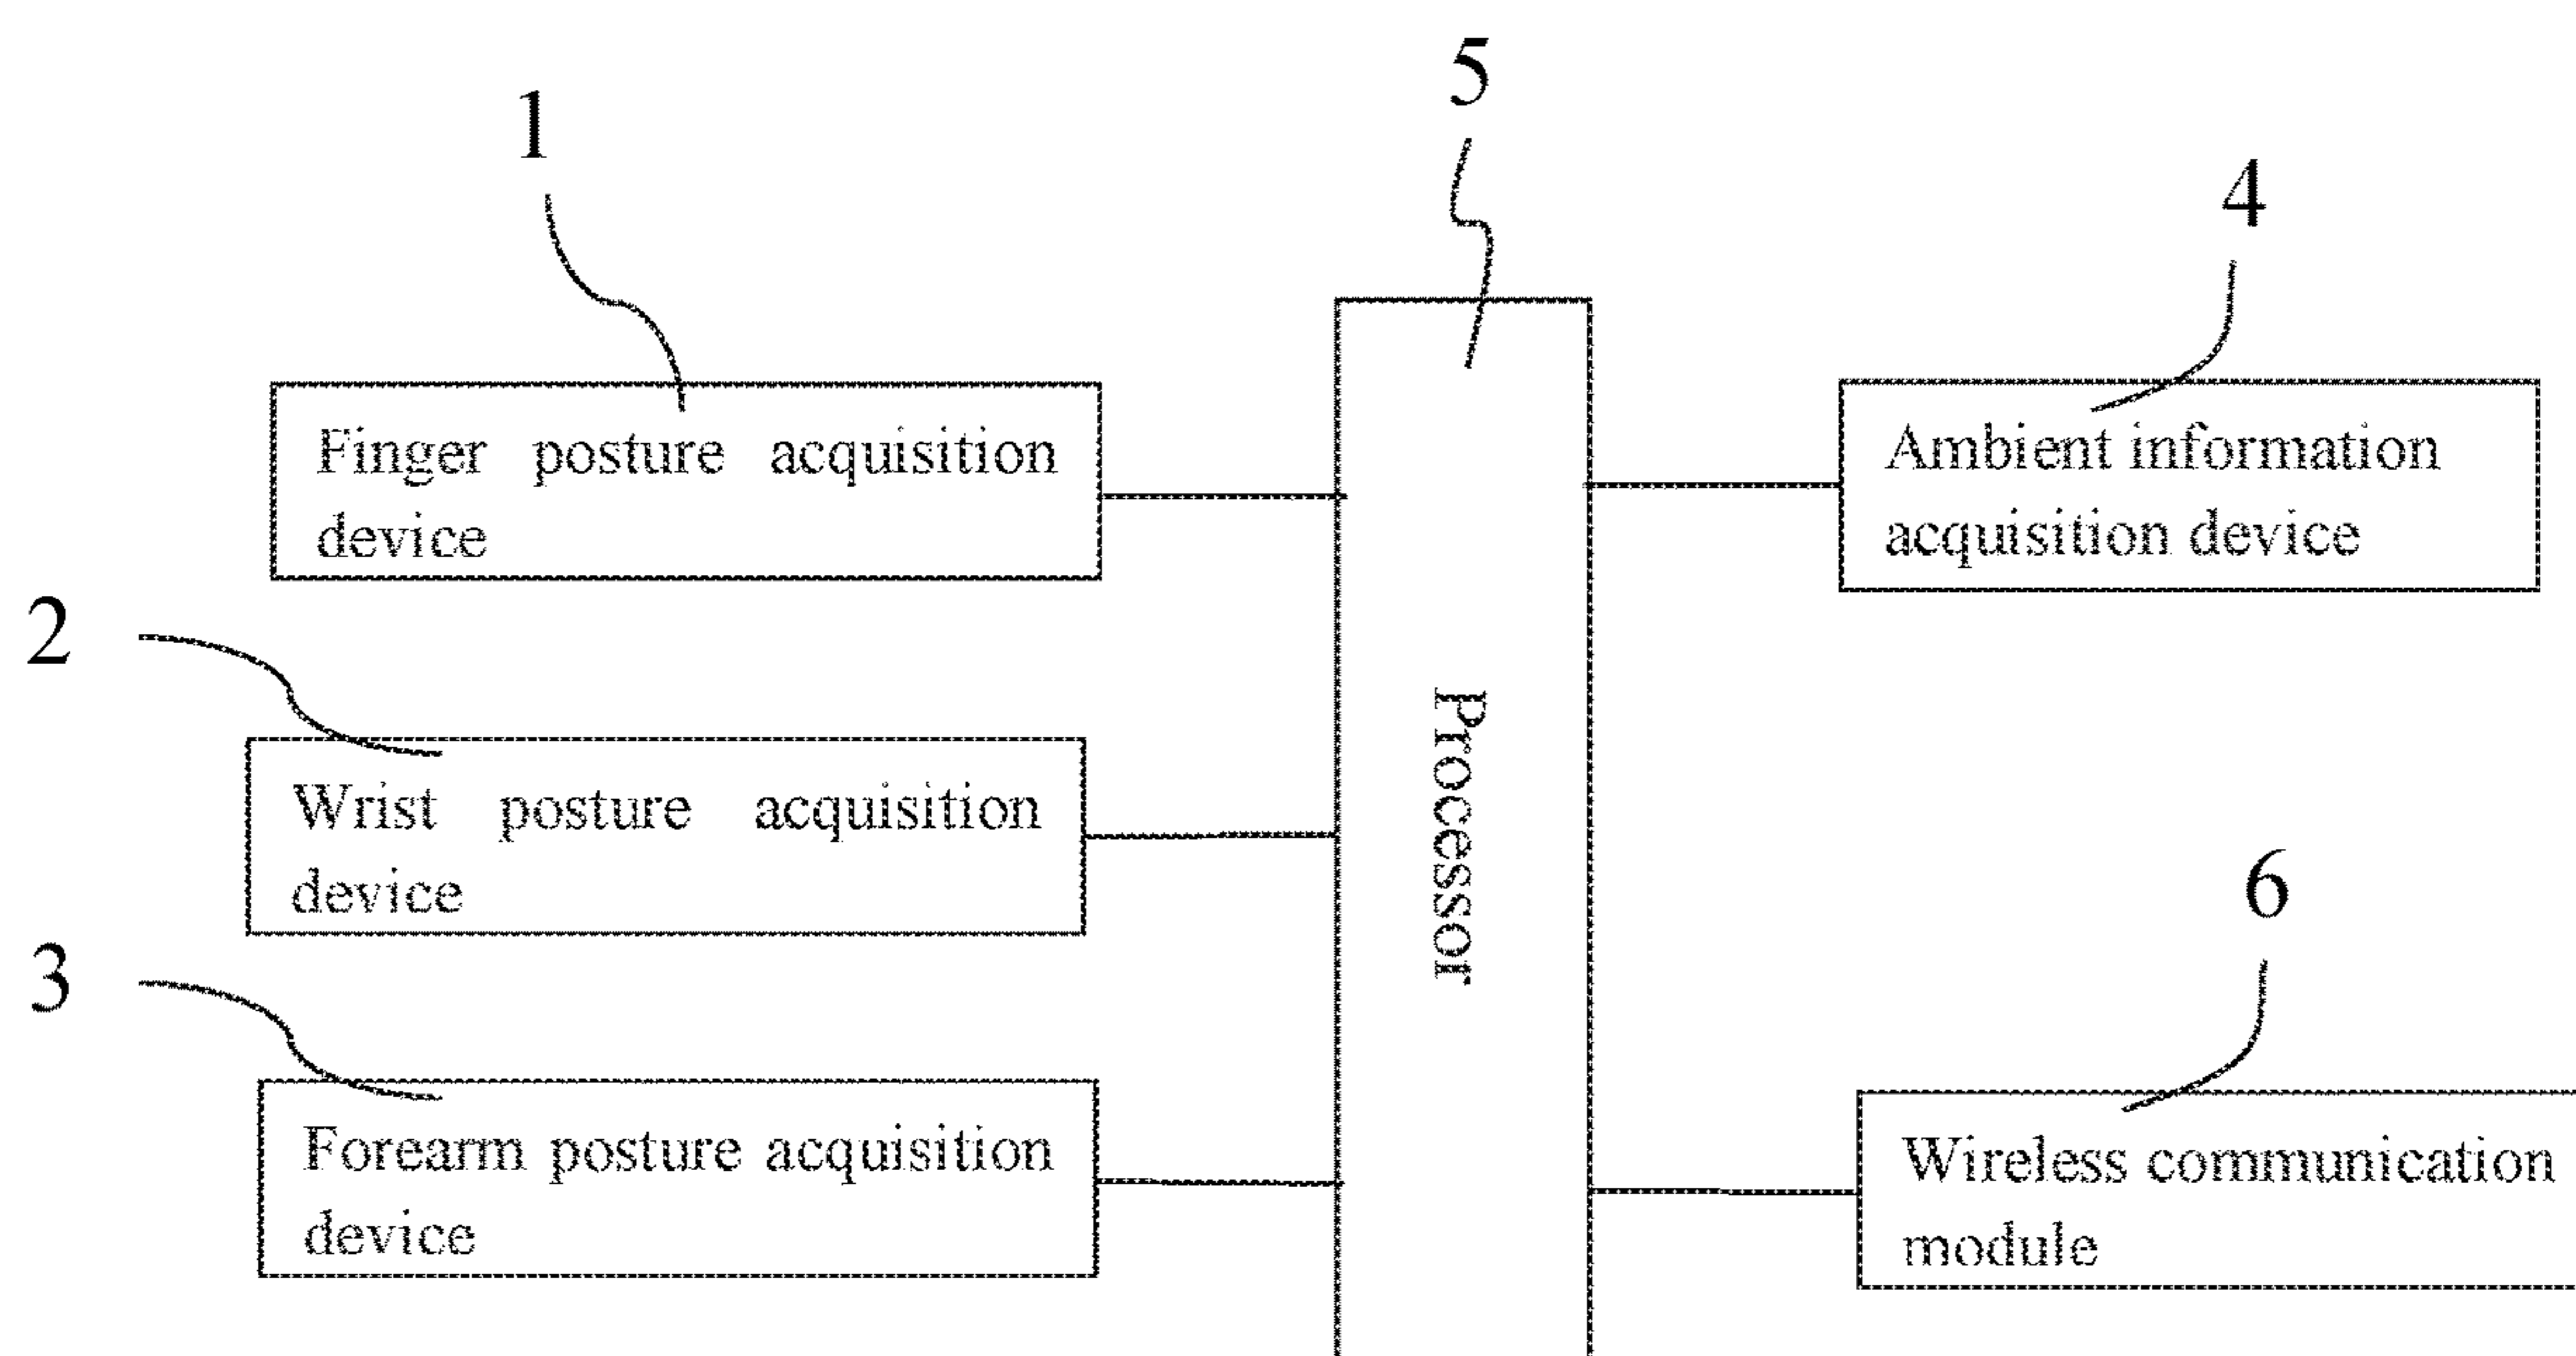 1
5
4
Finger posture acquisition
device
Ambient information
acquisition device
2
Wrist posture acquisition
device
Processor
6
3
Forearm posture acquisition
device
Wireless communication
module